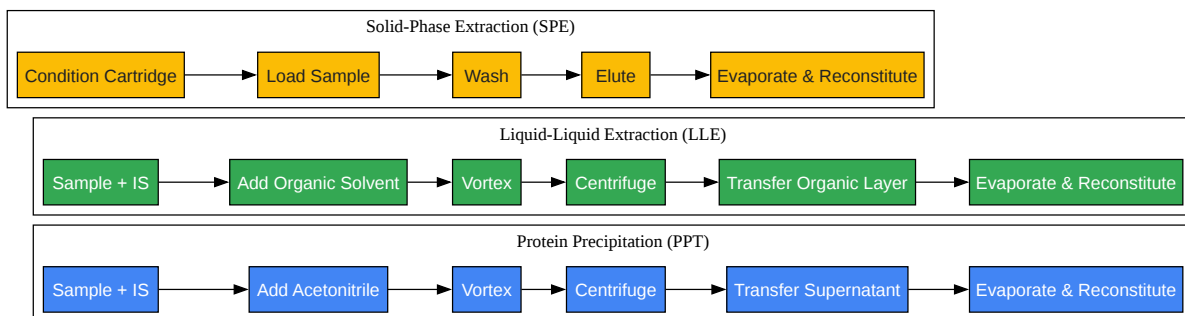 Solid-Phase Extraction (SPE)
Condition Cartridge
Load Sample
Wash
Elute
Evaporate & Reconstitute
Liquid-Liquid Extraction (LLE)
Sample + IS
Add Organic Solvent
Vortex
Centrifuge
Transfer Organic Layer
Evaporate & Reconstitute
Protein Precipitation (PPT)
Sample + IS
Add Acetonitrile
Vortex
Centrifuge
Transfer Supernatant
Evaporate & Reconstitute